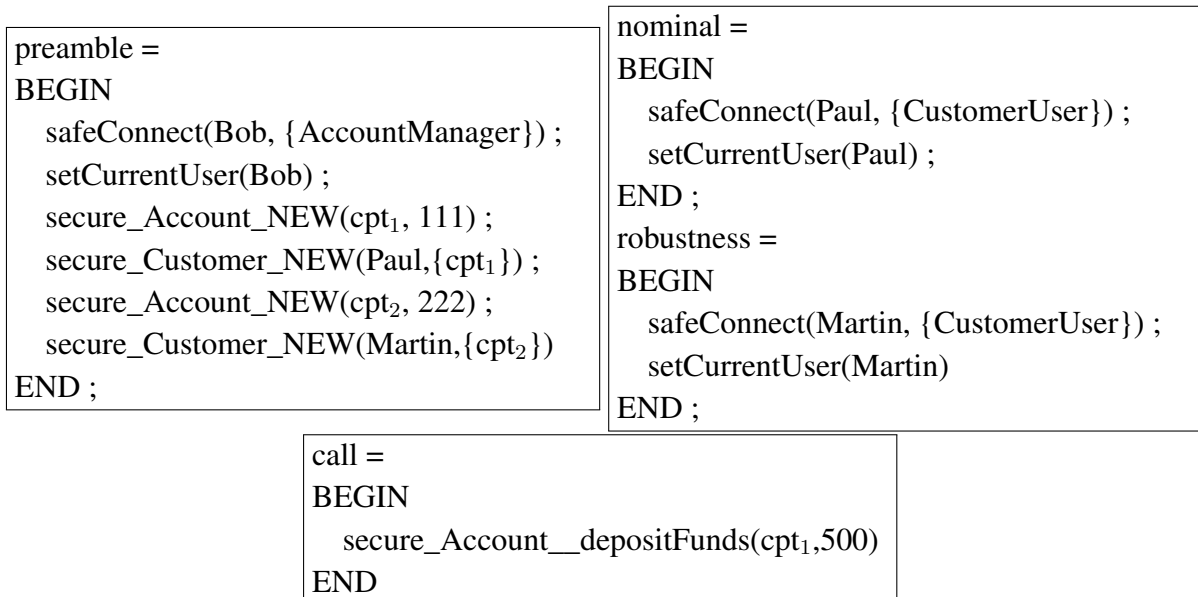 preamble =
BEGIN
safeConnect(Bob, {AccountManager}) ;
setCurrentUser(Bob) ;
secure_Account_NEW(cpt₁, 111) ;
secure_Customer_NEW(Paul,{cpt₁}) ;
secure_Account_NEW(cpt₂, 222) ;
secure_Customer_NEW(Martin,{cpt₂})
END ;
nominal =
BEGIN
safeConnect(Paul, {CustomerUser}) ;
setCurrentUser(Paul) ;
END ;
robustness =
BEGIN
safeConnect(Martin, {CustomerUser}) ;
setCurrentUser(Martin)
END ;
call =
BEGIN
secure_Account__depositFunds(cpt₁,500)
END